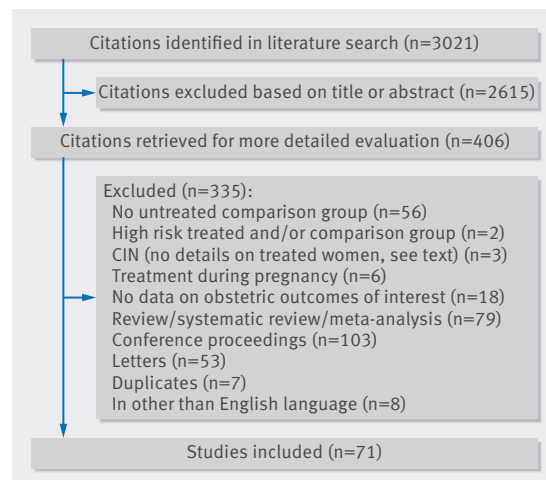 Citations identified in literature search (n=3021)
Citations excluded based on title or abstract (n=2615)
Citations retrieved for more detailed evaluation (n=406)
Excluded (n=335):
No untreated comparison group (n=56)
High risk treated and/or comparison group (n=2)
CIN (no details on treated women, see text) (n=3)
Treatment during pregnancy (n=6)
No data on obstetric outcomes of interest (n=18)
Review/systematic review/meta-analysis (n=79)
Conference proceedings (n=103)
Letters (n=53)
Duplicates (n=7)
In other than English language (n=8)
Studies included (n=71)